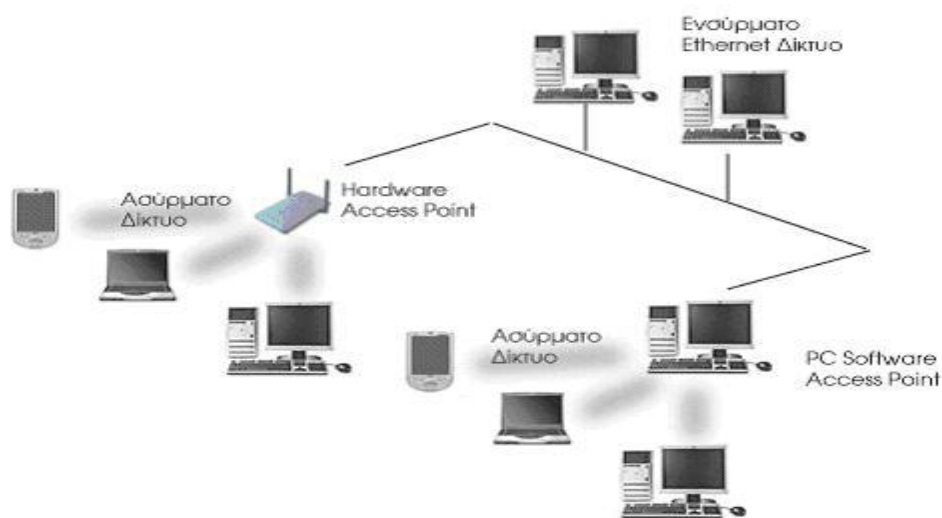 Ενσύρματο
Ethernet Δίκτυο
Ασύρματο
Δίκτυο
Hardware
Access Point
Ασύρματο
Δίκτυο
PC Software
Access Point